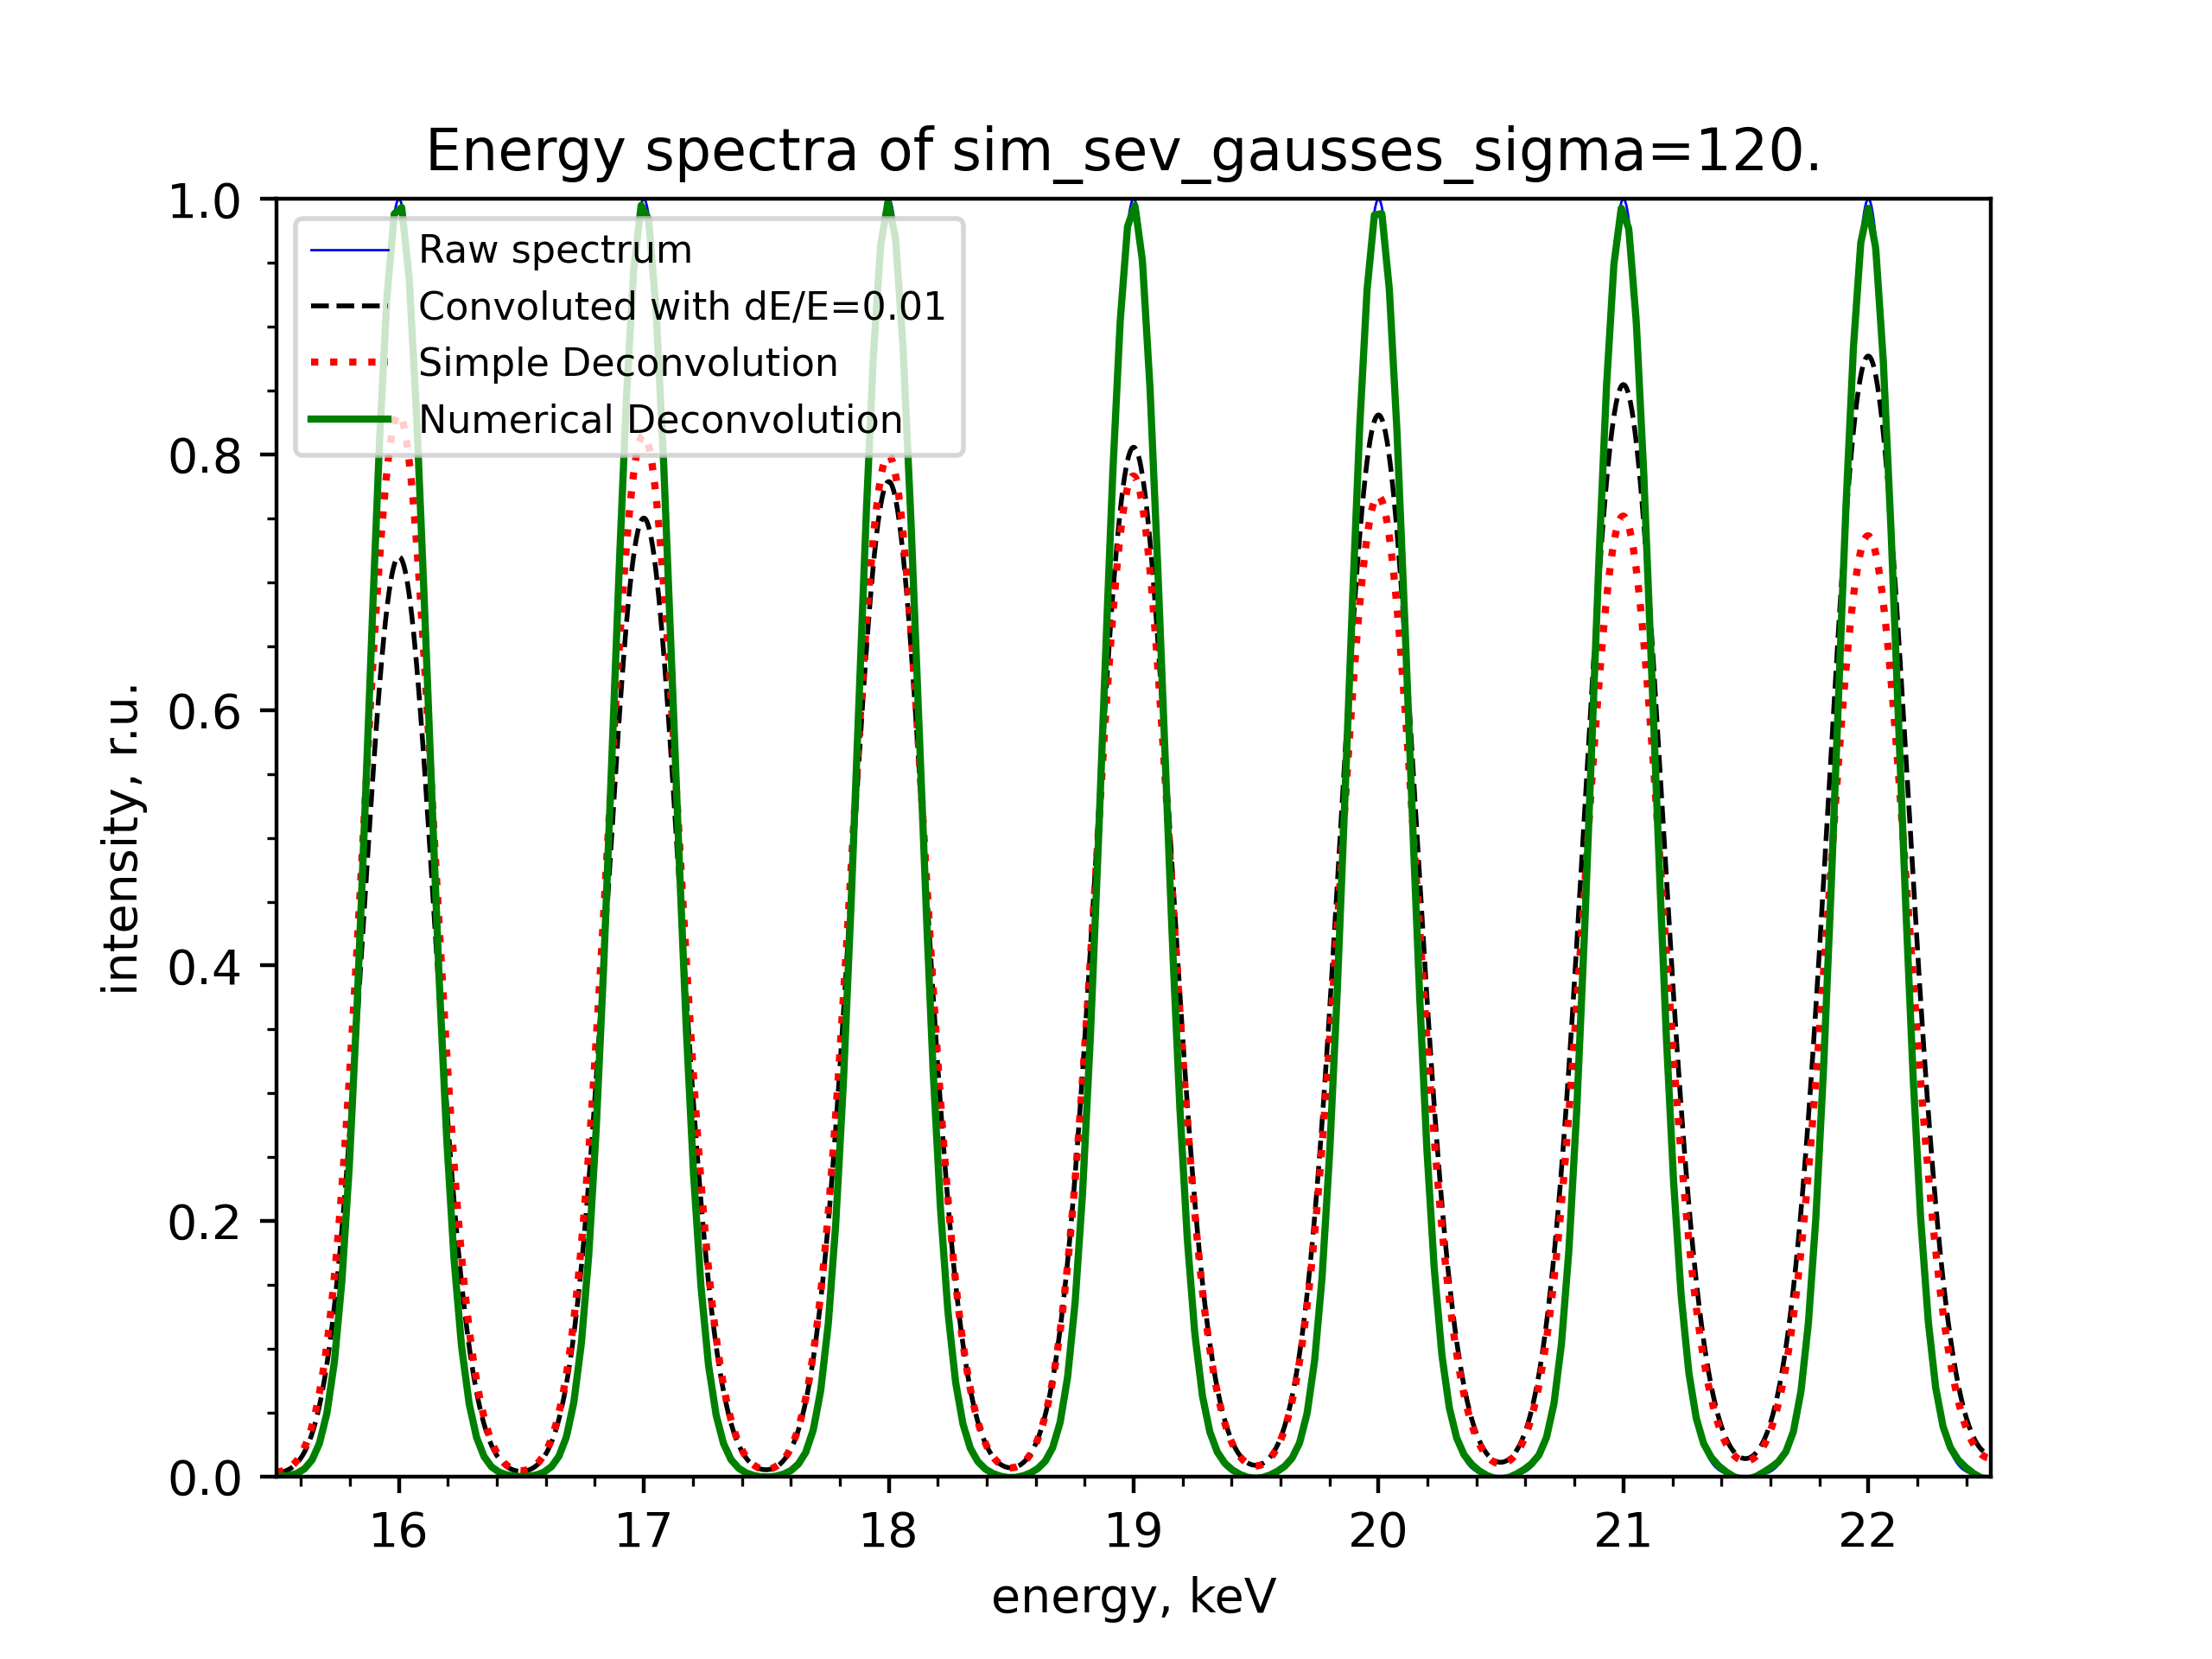 Energy spectra of sim_sev_gausses_sigma=120.
1.0
0.8
0.6
0.4
0.2
0.0
intensity, r.u.
Raw spectrum
Convoluted with dE/E=0.01
Simple Deconvolution
Numerical Deconvolution
16 17 18 19 20 21 22
energy, keV